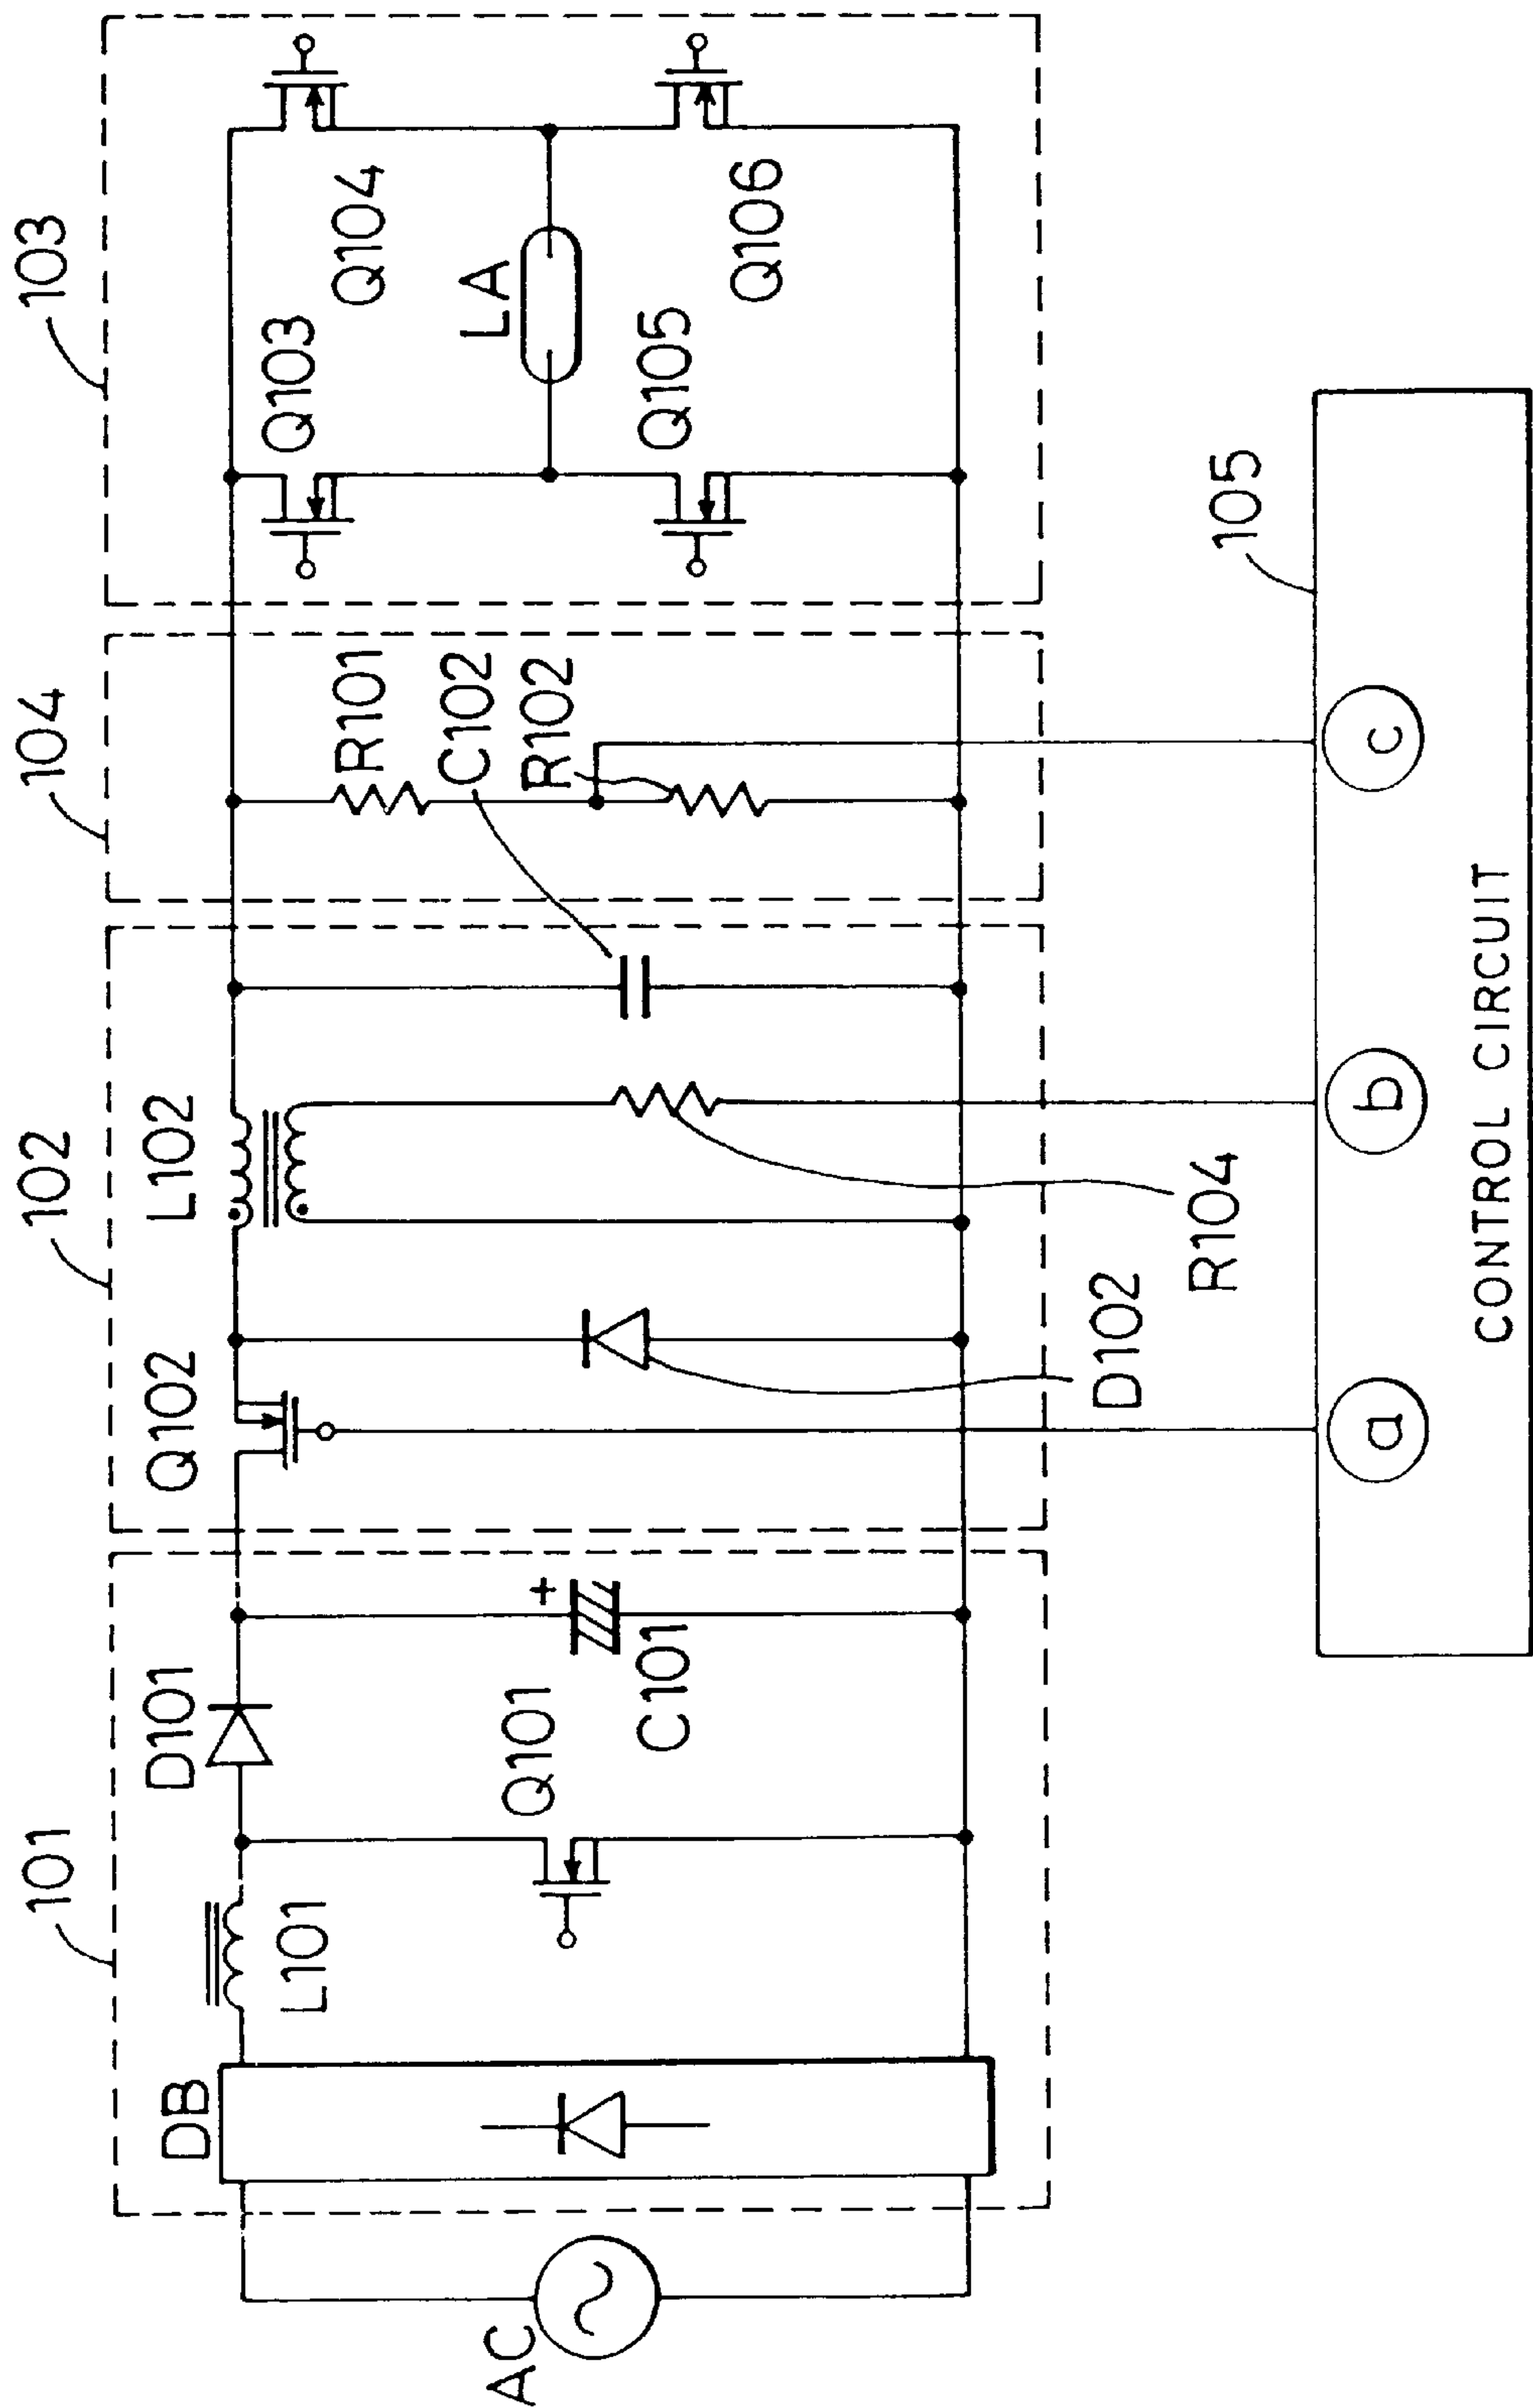 101
102
104
103
DB
D101
Q102
L102
L101
Q101
+
C101
D102
R104
C102
R101
R102
Q103
Q104
LA
Q105
Q106
AC
105
a
b
c
CONTROL CIRCUIT